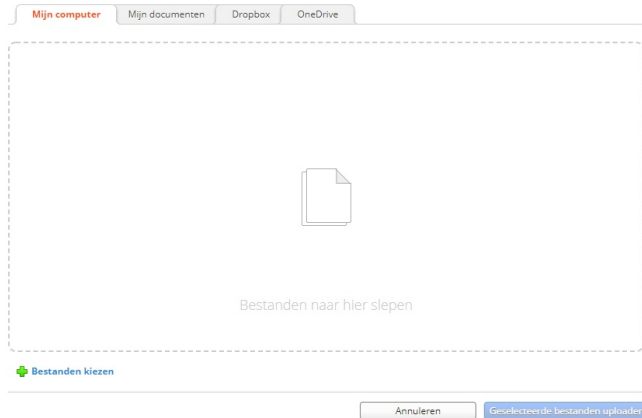 Mijn computer Mijn documenten Dropbox OneDrive
Bestanden naar hier slepen
Bestanden kiezen
Annuleren Geselecteerde bestanden uploaden